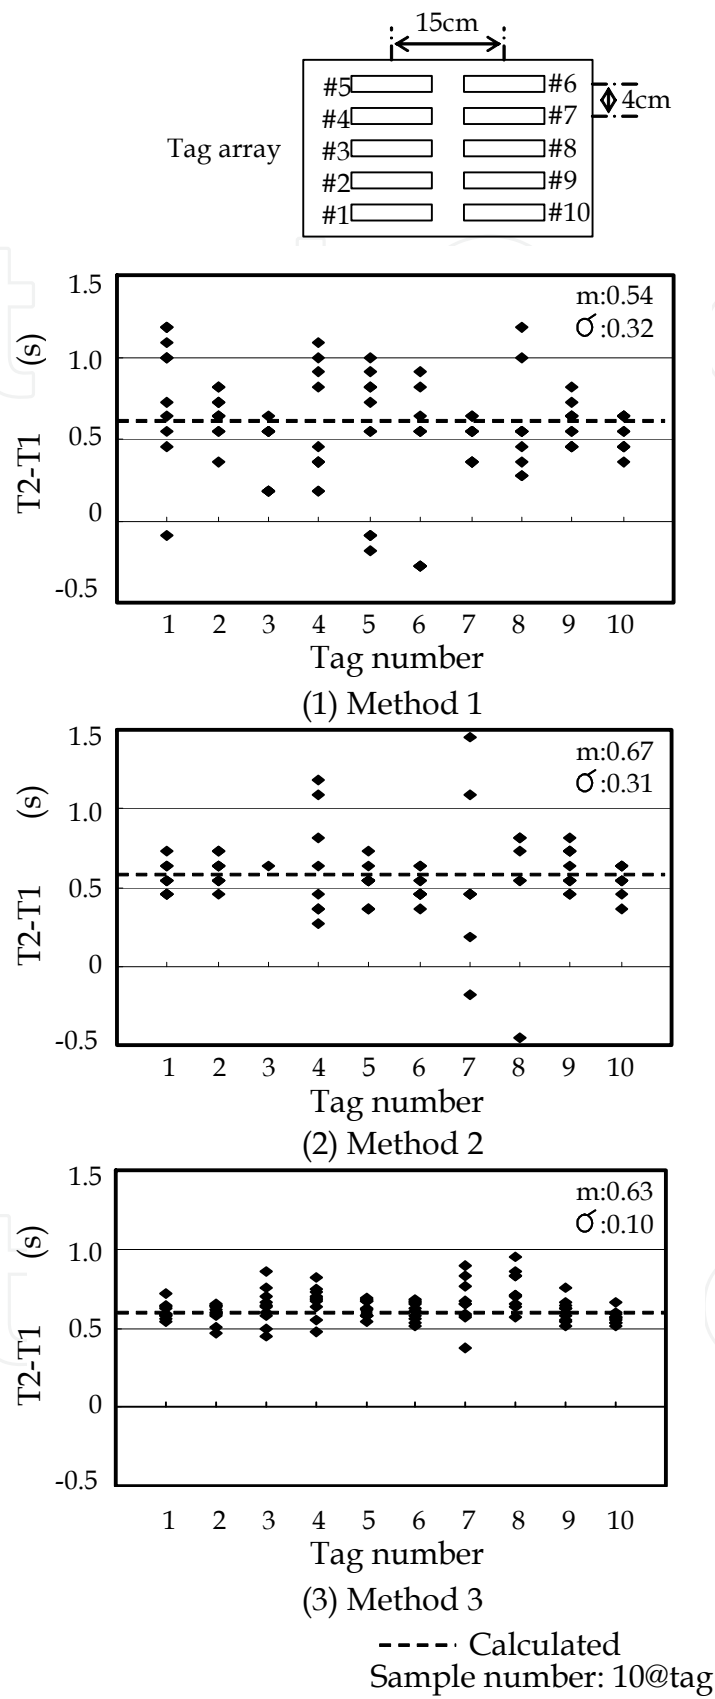 15cm
#5 #6
4cm
#4 #7
Tag array
#3 #8
#2 #9
#1 #10
1.5
m:0.54
σ:0.32
(s)
1.0
0.5
T2-T1
0
-0.5
1 2 3 4 5 6 7 8 9 10
Tag number
(1) Method 1
1.5
m:0.67
σ:0.31
(s)
1.0
0.5
T2-T1
0
-0.5
1 2 3 4 5 6 7 8 9 10
Tag number
(2) Method 2
1.5
m:0.63
σ:0.10
(s)
1.0
0.5
T2-T1
0
-0.5
1 2 3 4 5 6 7 8 9 10
Tag number
(3) Method 3
Calculated
Sample number: 10@tag